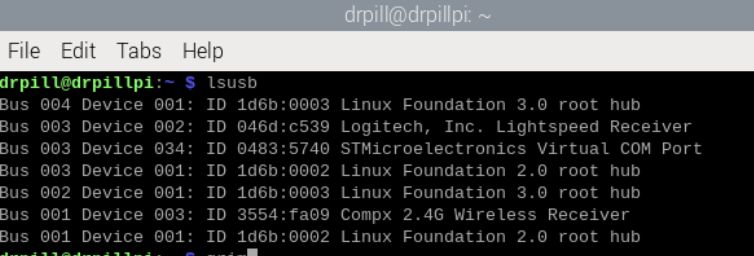 drpill@drpillpi: ~
File Edit Tabs Help
drpill@drpillpi:~ $ lsusb
Bus 004 Device 001: ID 1d6b:0003 Linux Foundation 3.0 root hub
Bus 003 Device 002: ID 046d:c539 Logitech, Inc. Lightspeed Receiver
Bus 003 Device 034: ID 0483:5740 STMicroelectronics Virtual COM Port
Bus 003 Device 001: ID 1d6b:0002 Linux Foundation 2.0 root hub
Bus 002 Device 001: ID 1d6b:0003 Linux Foundation 3.0 root hub
Bus 001 Device 003: ID 3554:fa09 Compx 2.4G Wireless Receiver
Bus 001 Device 001: ID 1d6b:0002 Linux Foundation 2.0 root hub
drpill@drpillpi:~ $